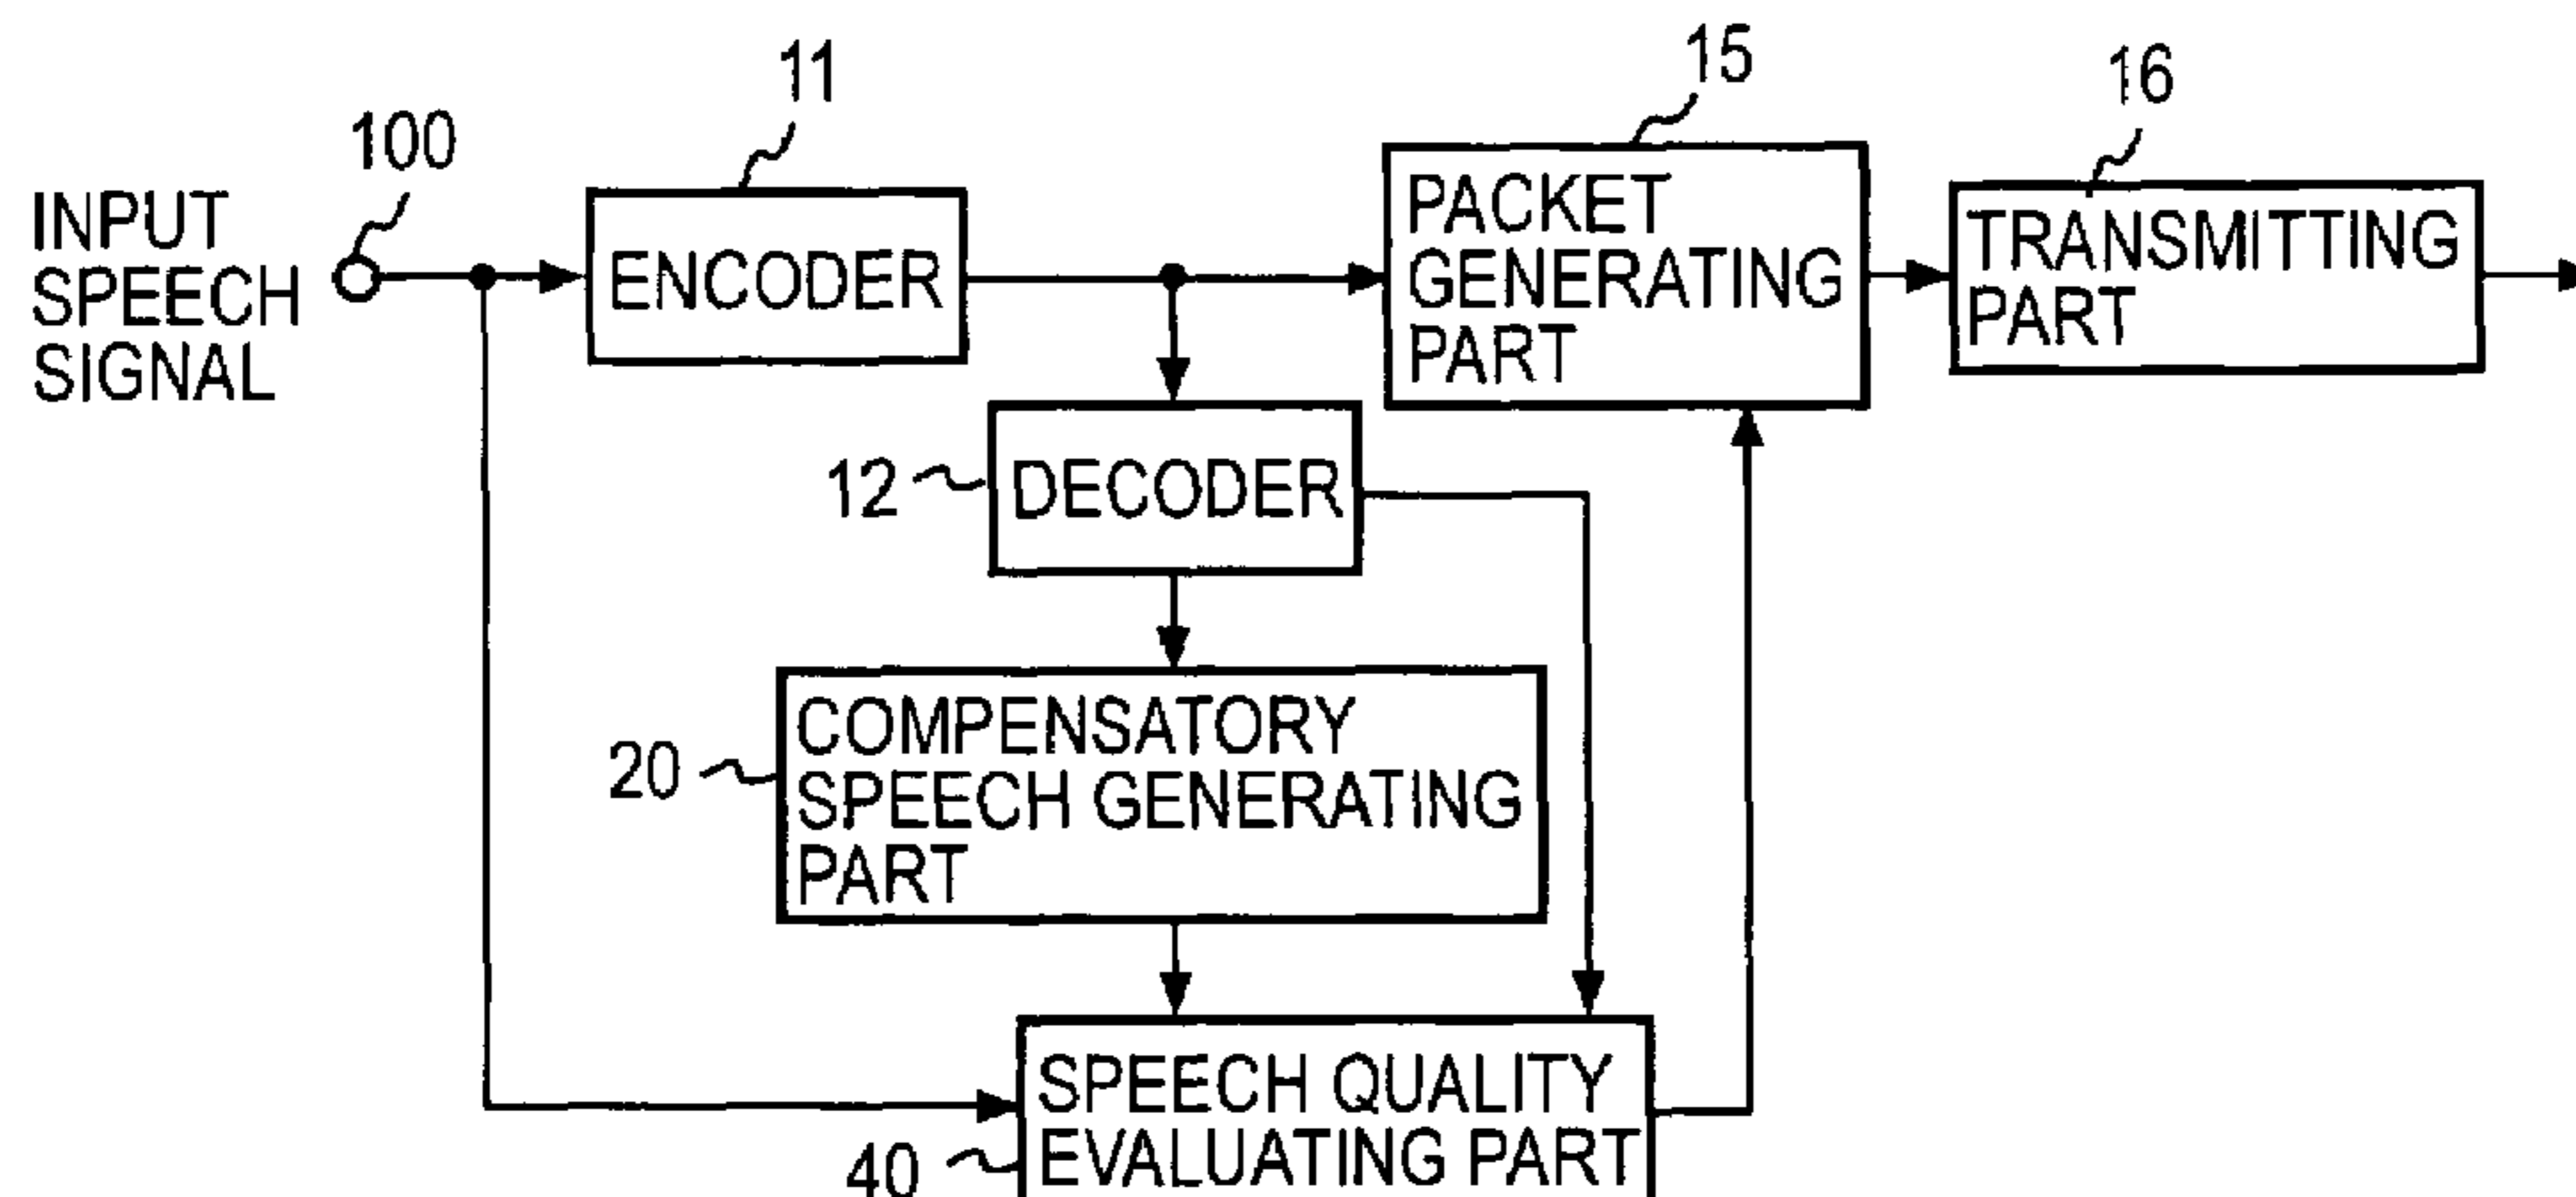 11
15
16
100
INPUT
SPEECH
SIGNAL
ENCODER
PACKET
GENERATING
PART
TRANSMITTING
PART
12
DECODER
20
COMPENSATORY
SPEECH GENERATING
PART
40
SPEECH QUALITY
EVALUATING PART